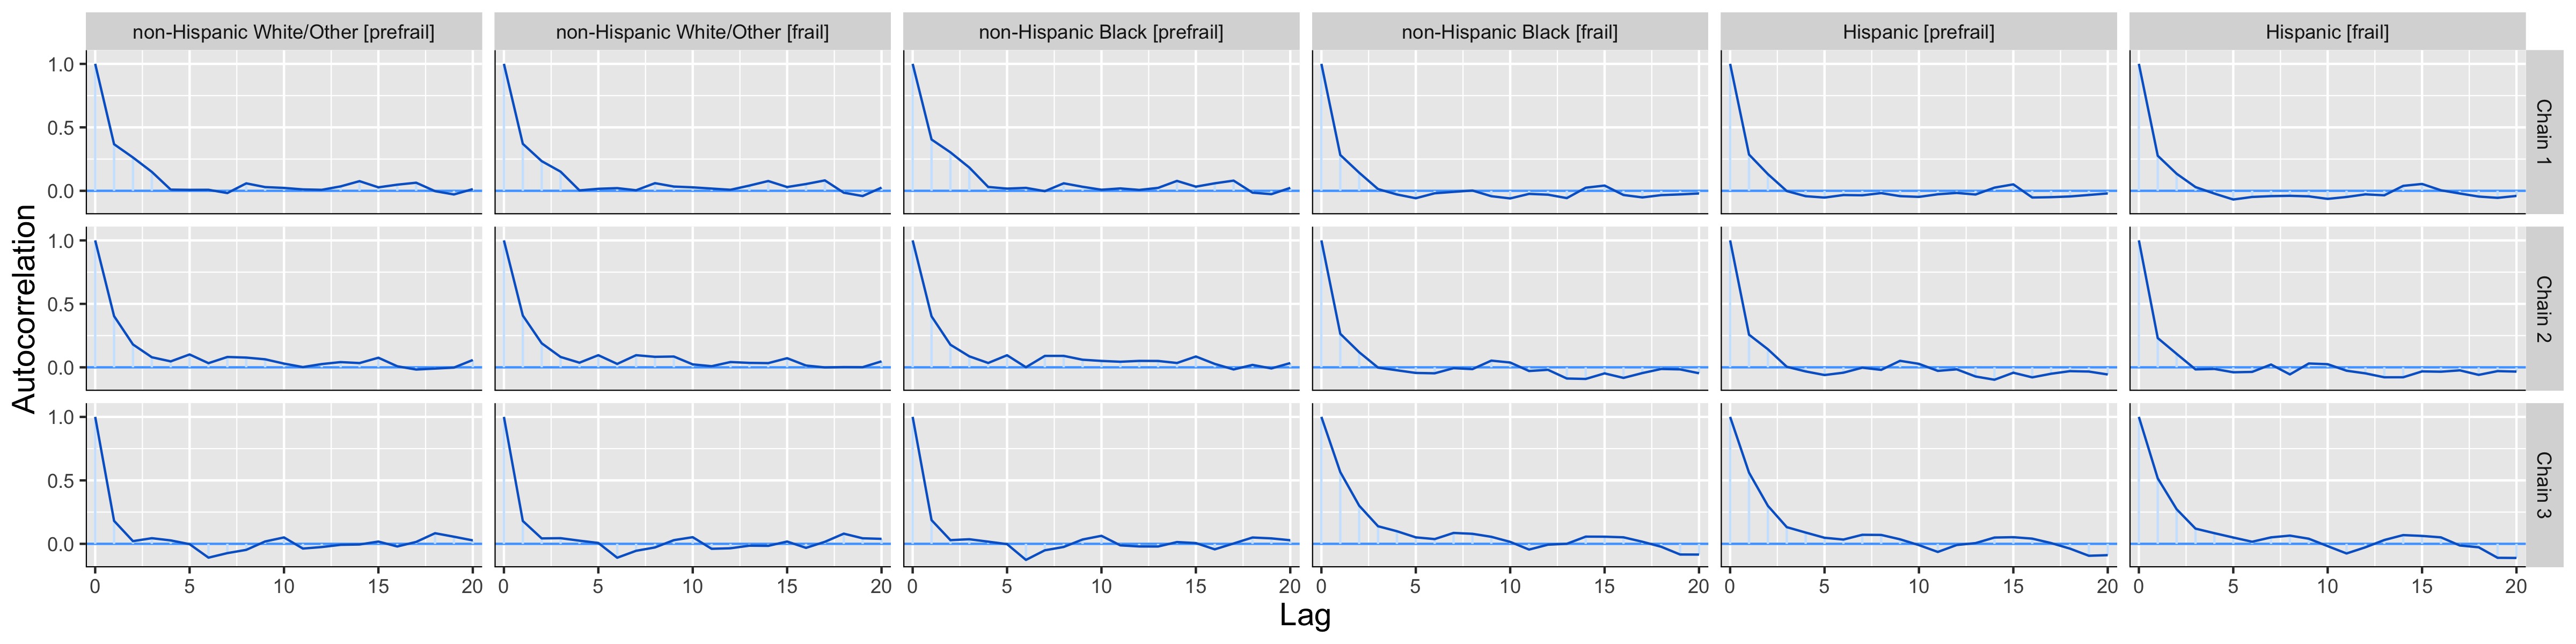 non-Hispanic White/Other [prefrail] non-Hispanic White/Other [frail] non-Hispanic Black [prefrail] non-Hispanic Black [frail] Hispanic [prefrail] Hispanic [frail]
Autocorrelation
1.0
0.5
0.0
Chain 1
1.0
0.5
0.0
Chain 2
1.0
0.5
0.0
Chain 3
0 5 10 15 20 0 5 10 15 20 0 5 10 15 20 0 5 10 15 20 0 5 10 15 20 0 5 10 15 20
Lag